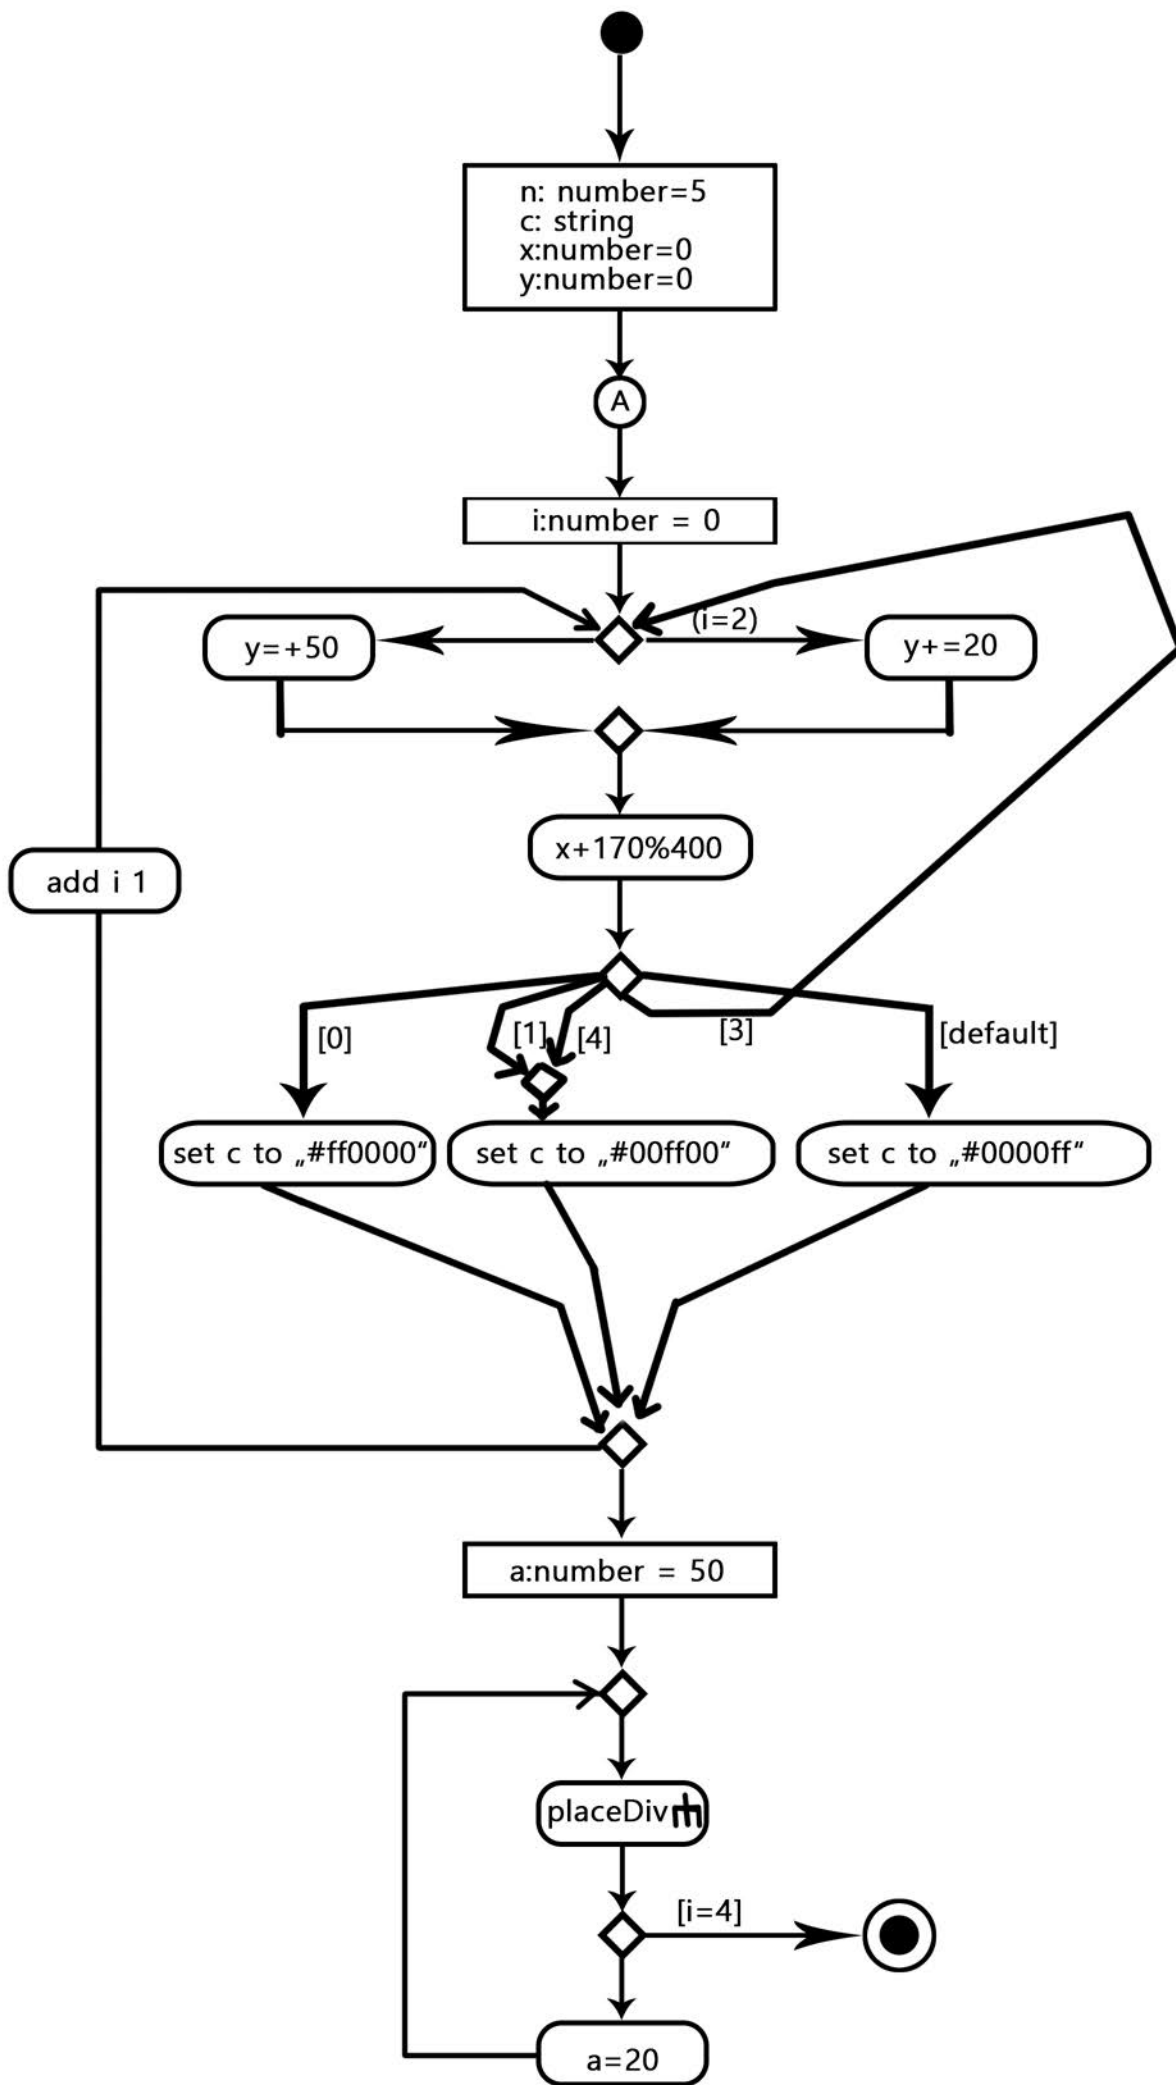 n: number=5
c: string
x:number=0
y:number=0
A
i:number = 0
(i=2)
y=+50
y+=20
x+170%400
add i 1
[0]
[1]
[4]
[3]
[default]
set c to „#ff0000“
set c to „#00ff00“
set c to „#0000ff“
a:number = 50
placeDiv
[i=4]
a=20